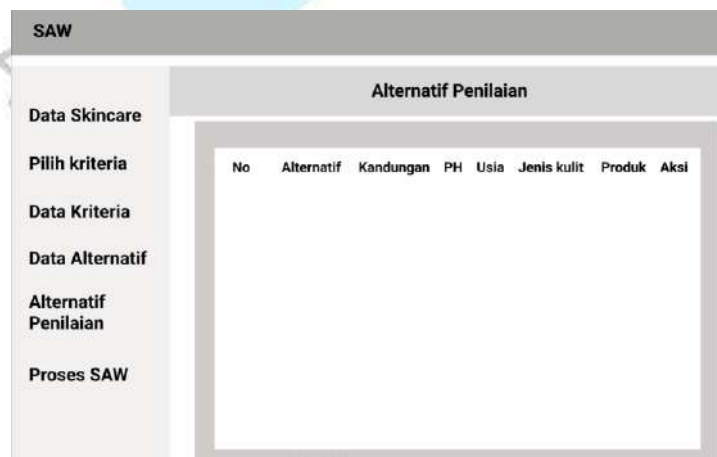 SAW
Alternatif Penilaian
Data Skincare
Pilih kriteria
Data Kriteria
Data Alternatif
Alternatif
Penilaian
Proses SAW
No Alternatif Kandungan PH Usia Jenis kulit Produk Aksi